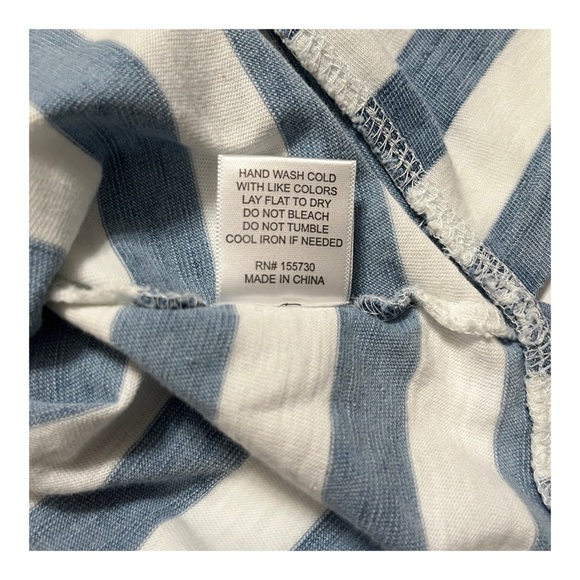 HAND WASH COLD
WITH LIKE COLORS
LAY FLAT TO DRY
DO NOT BLEACH
DO NOT TUMBLE
COOL IRON IF NEEDED
RN# 155730
MADE IN CHINA